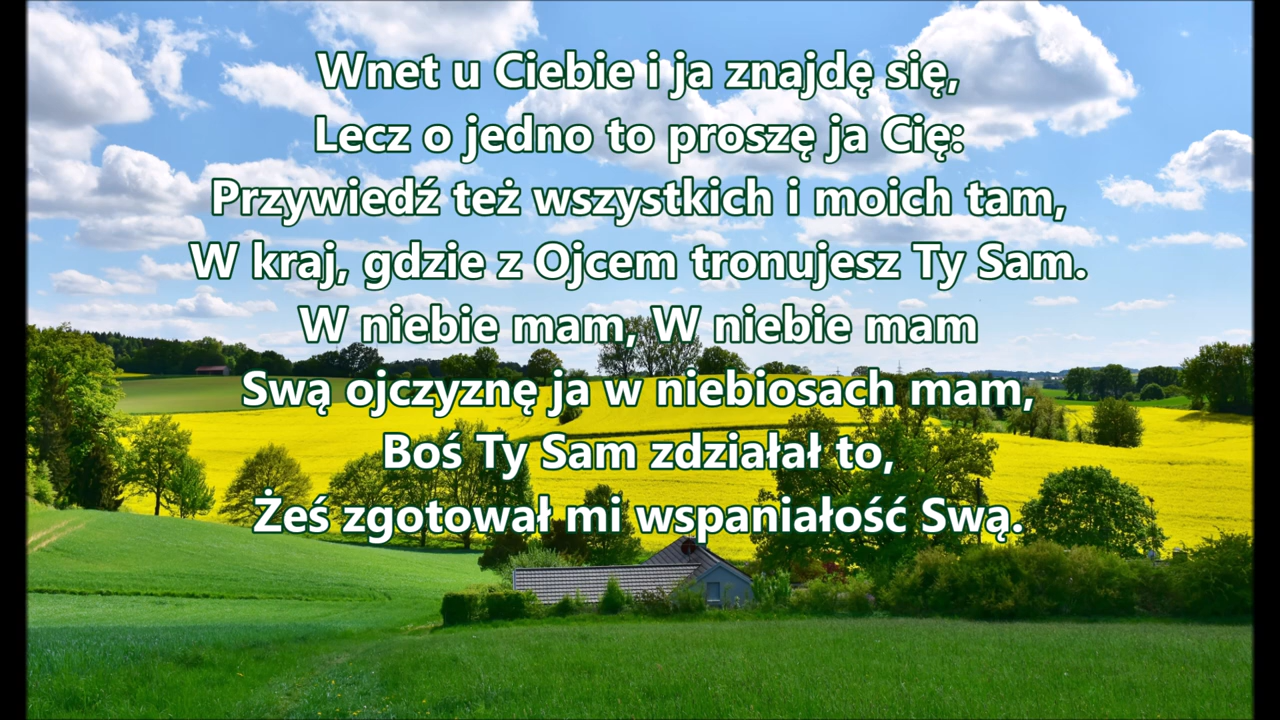 Wnet u Ciebie i ja znajdę się,
Lecz o jedno to proszę ja Cię:
Przywiedź też wszystkich i moich tam,
W kraj, gdzie z Ojcem tronujesz Ty Sam.
W niebie mam, W niebie mam
Swą ojczyznę ja w niebiosach mam,
Boś Ty Sam zdziałał to,
Żeś zgotował mi wspaniałość Swą.